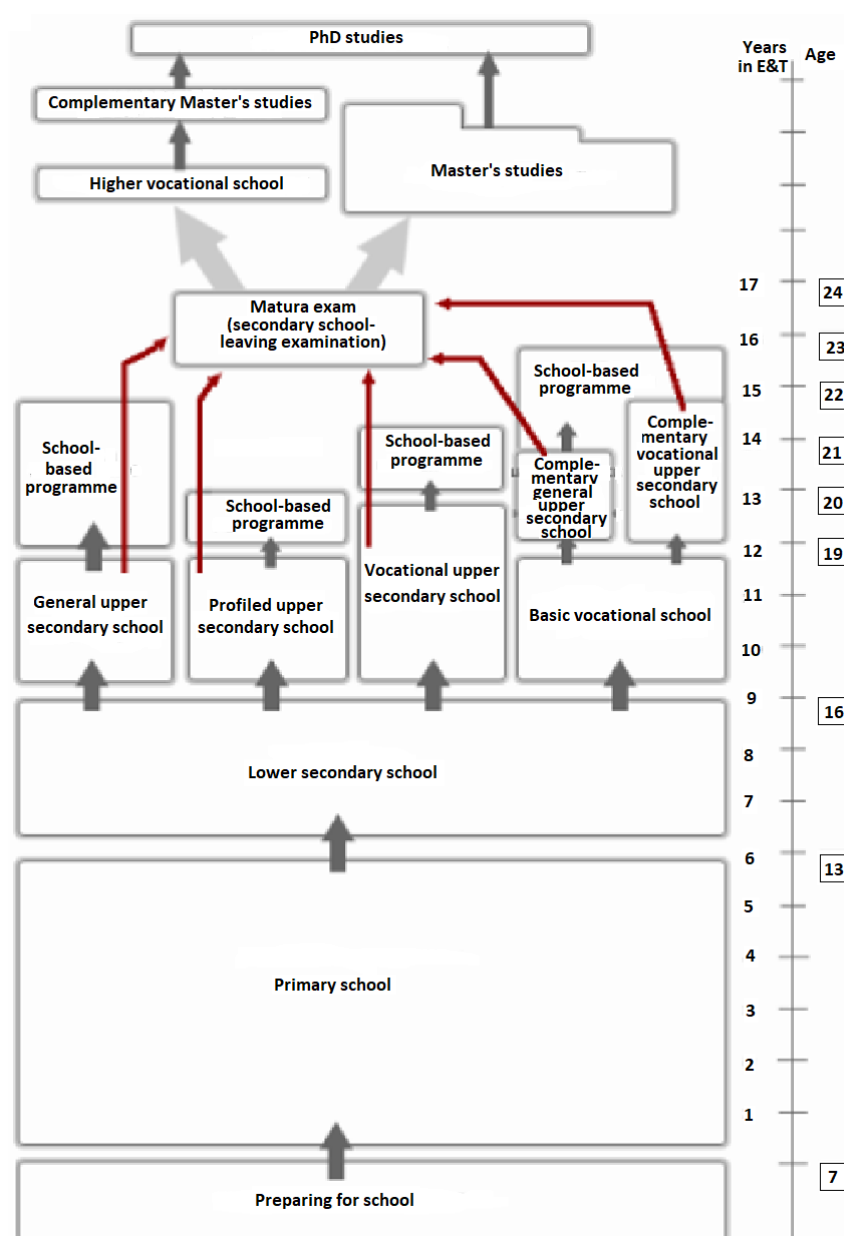 PhD studies
Years
in E&T
Age
Complementary Master's studies
Master's studies
Higher vocational school
17
24
Matura exam
(secondary school-
leaving examination)
16
23
School-based
programme
15
22
School-
based
programme
School-based
programme
Comple-
mentary
vocational
upper
secondary
school
14
21
Comple-
mentary
general
upper
secondary
school
School-based
programme
13
20
12
19
General upper
secondary school
Profiled upper
secondary school
Vocational upper
secondary school
Basic vocational school
11
10
9
16
Lower secondary school
8
7
6
13
5
Primary school
4
3
2
1
7
Preparing for school